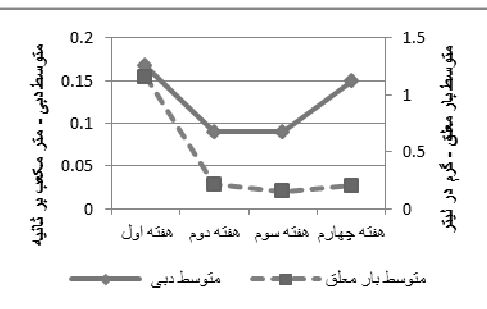 متوسط دبی - متر مکعب بر ثانیه
0.2
0.15
0.1
0.05
0
1.5
1
0.5
0
متوسط بار معلق - گرم در لیتر
هفته اول هفته دوم هفته سوم هفته چهارم
متوسط دبی
متوسط بار معلق